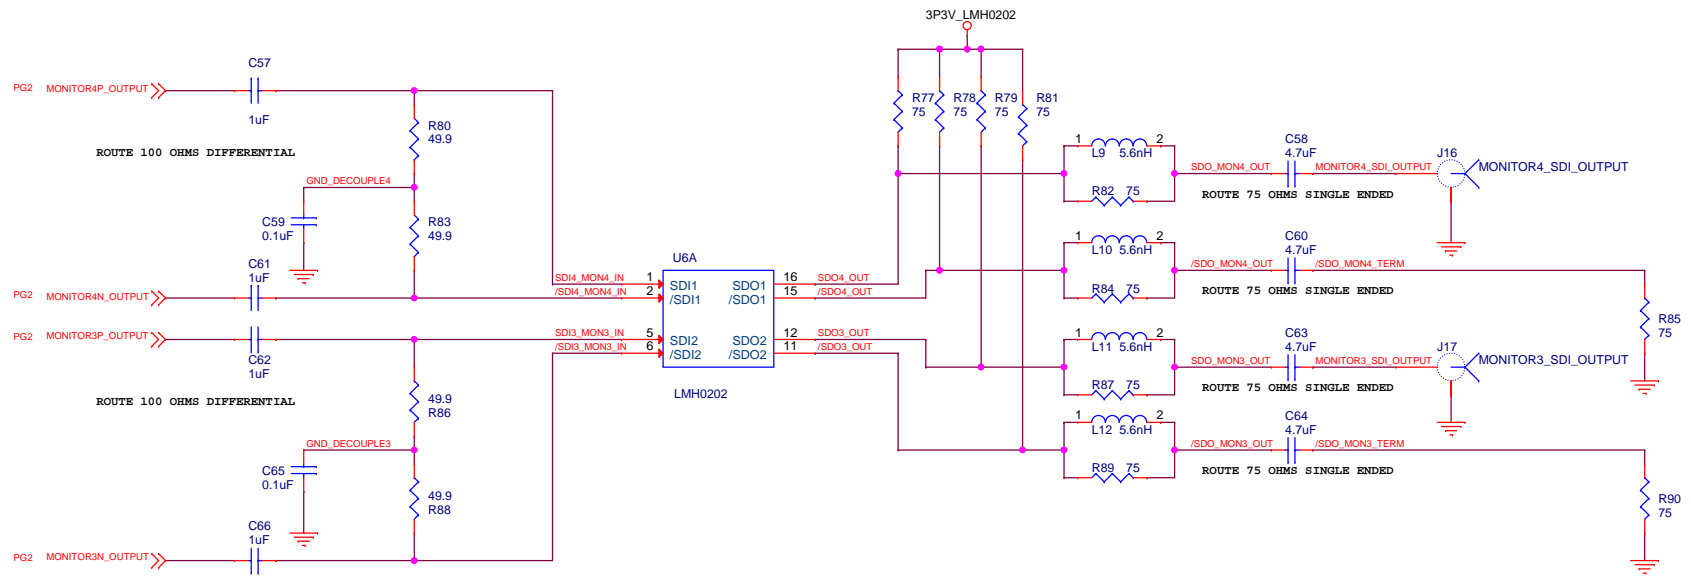 3P3V_LMH0202
C57
PG2 MONITOR4P_OUTPUT
1uF
R80
49.9
ROUTE 100 OHMS DIFFERENTIAL
GND_DECOUPLE4
C59
0.1uF
R83
49.9
C61
1uF
PG2 MONITOR4N_OUTPUT
PG2 MONITOR3P_OUTPUT
C62
1uF
ROUTE 100 OHMS DIFFERENTIAL
49.9
R86
GND_DECOUPLE3
C65
0.1uF
49.9
R88
C66
1uF
PG2 MONITOR3N_OUTPUT
U6A
SDI4_MON4_IN 1 SDI1 SDO1 16 SDO4_OUT
/SDI4_MON4_IN 2 /SDI1 /SDO1 15 /SDO4_OUT
SDI3_MON3_IN 5 SDI2 SDO2 12 SDO3_OUT
/SDI3_MON3_IN 6 /SDI2 /SDO2 11 /SDO3_OUT
LMH0202
R77 R78 R79 R81
75 75 75 75
1 2
L9 5.6nH
R82 75
C58
4.7uF
SDO_MON4_OUT MONITOR4_SDI_OUTPUT
J16
MONITOR4_SDI_OUTPUT
ROUTE 75 OHMS SINGLE ENDED
1 2
L10 5.6nH
R84 75
C60
4.7uF
/SDO_MON4_OUT /SDO_MON4_TERM
ROUTE 75 OHMS SINGLE ENDED
R85
75
1 2
L11 5.6nH
R87 75
C63
4.7uF
SDO_MON3_OUT MONITOR3_SDI_OUTPUT
J17
MONITOR3_SDI_OUTPUT
ROUTE 75 OHMS SINGLE ENDED
1 2
L12 5.6nH
R89 75
C64
4.7uF
/SDO_MON3_OUT /SDO_MON3_TERM
ROUTE 75 OHMS SINGLE ENDED
R90
75